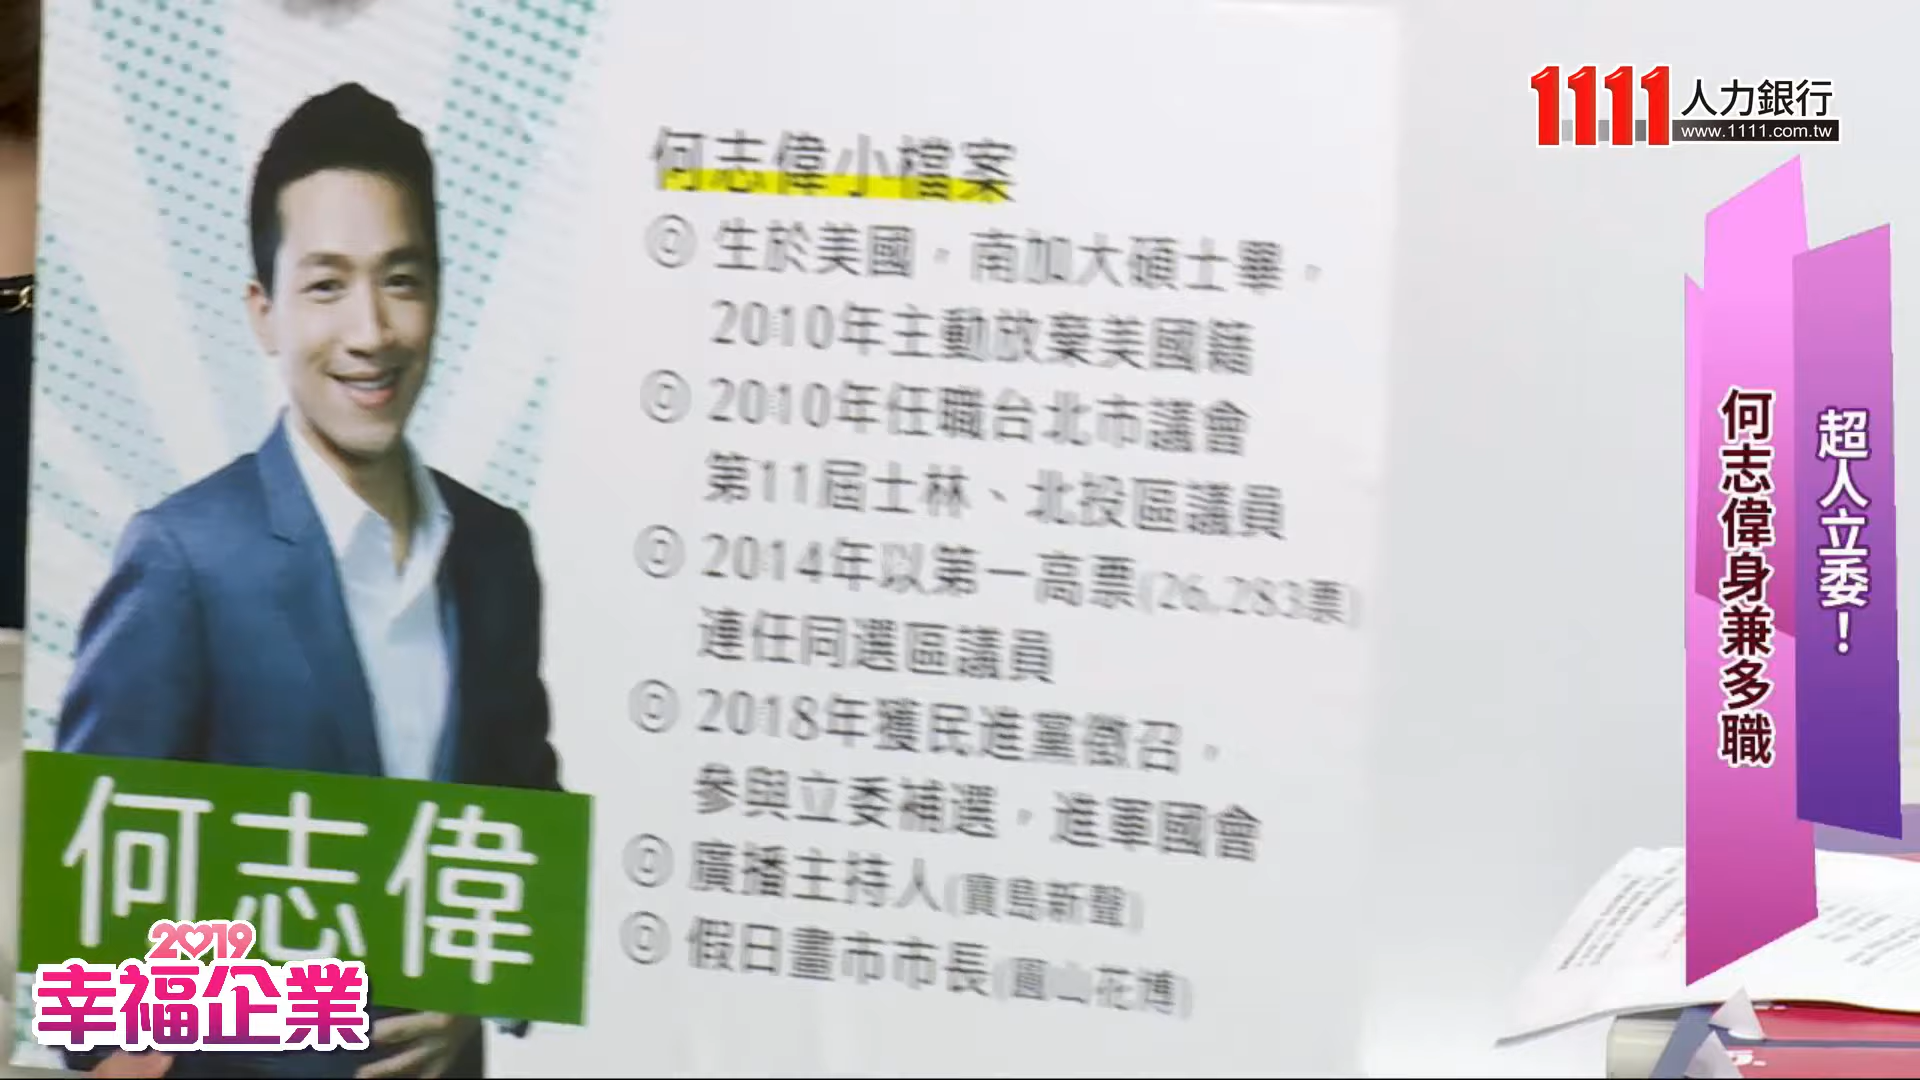 何志偉小檔案
◎ 生於美國，南加大碩士畢，
2010年主動放棄美國籍
◎ 2010年任職台北市議會
第11屆士林、北投區議員
◎ 2014年以第一高票(26,283票)
連任同選區議員
◎ 2018年獲民進黨徵召，
參與立委補選，進軍國會
◎ 廣播主持人(寶島新聲)
◎ 假日畫市市長(圓山花博)
何志偉
2019
幸福企業
1111人力銀行
www.1111.com.tw
超人立委！
何志偉身兼多職